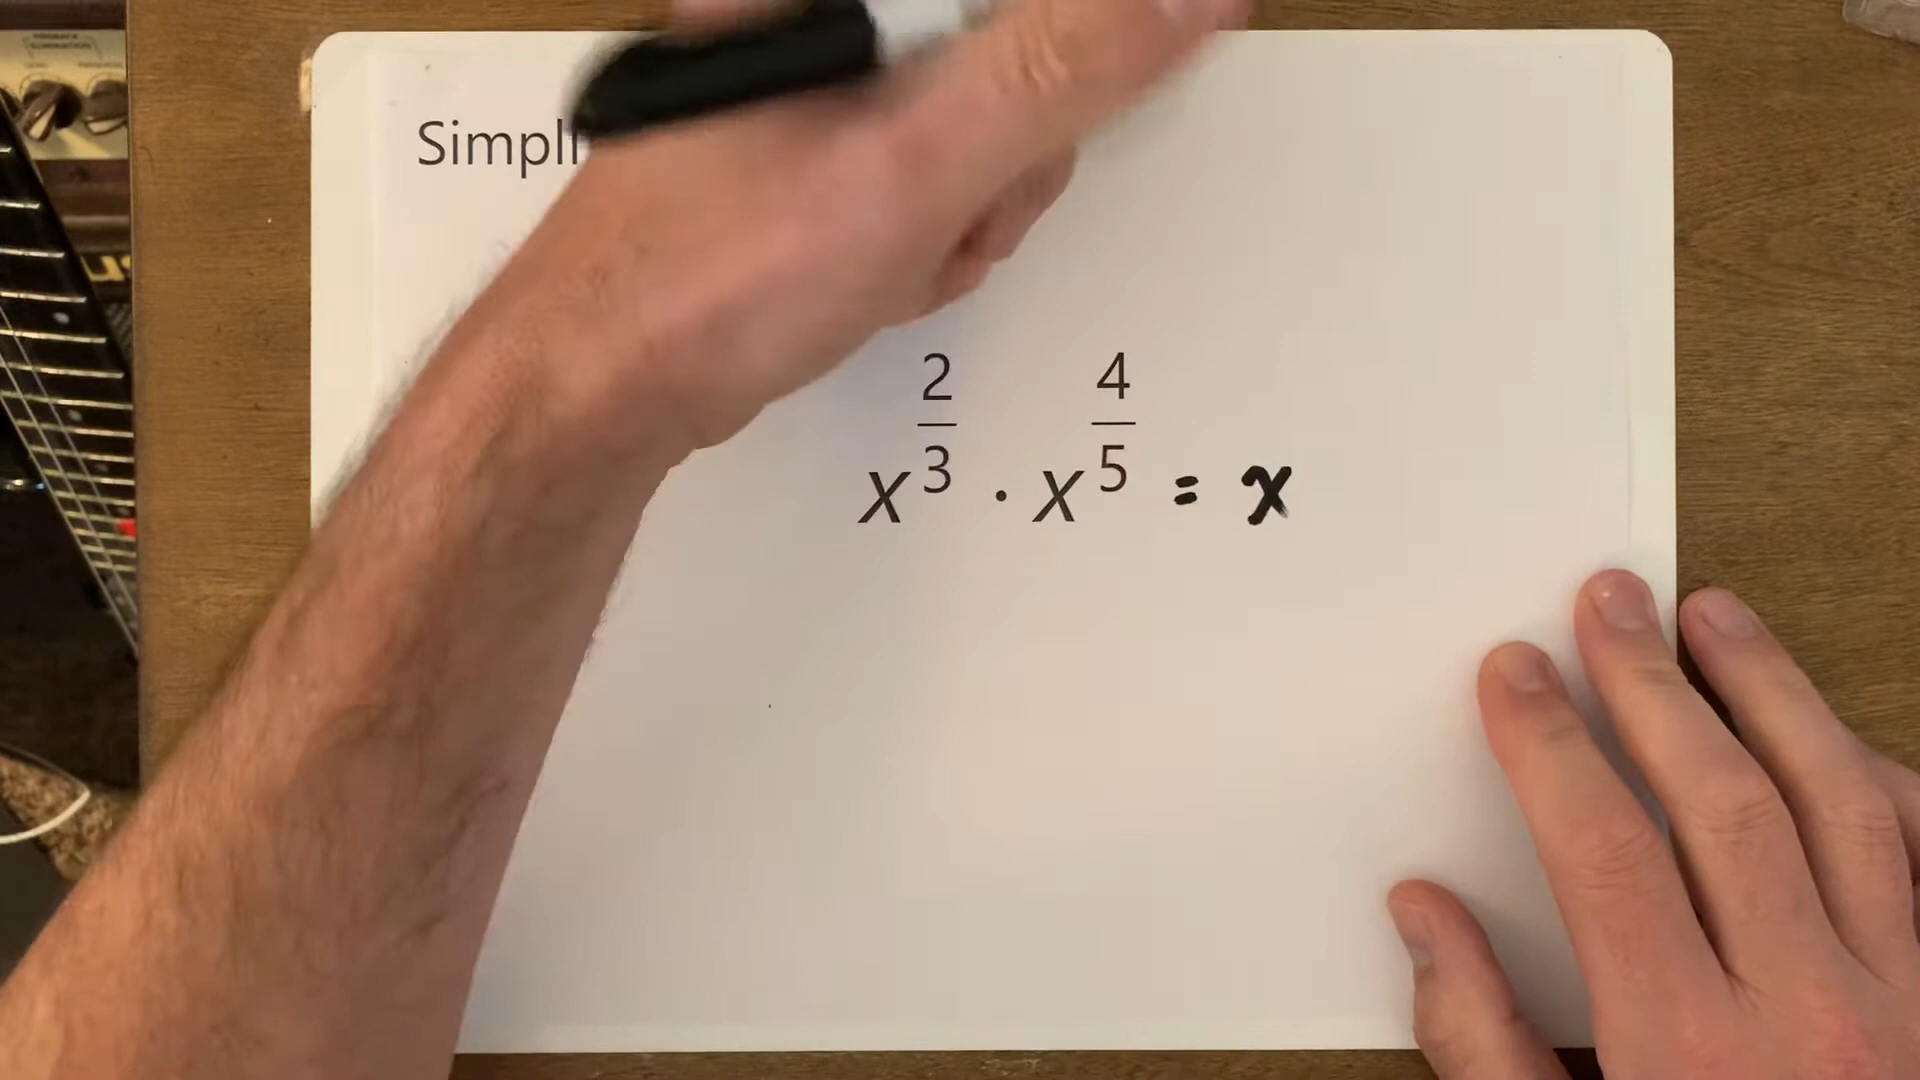 Simpl
x^{2/3} · x^{4/5} = x